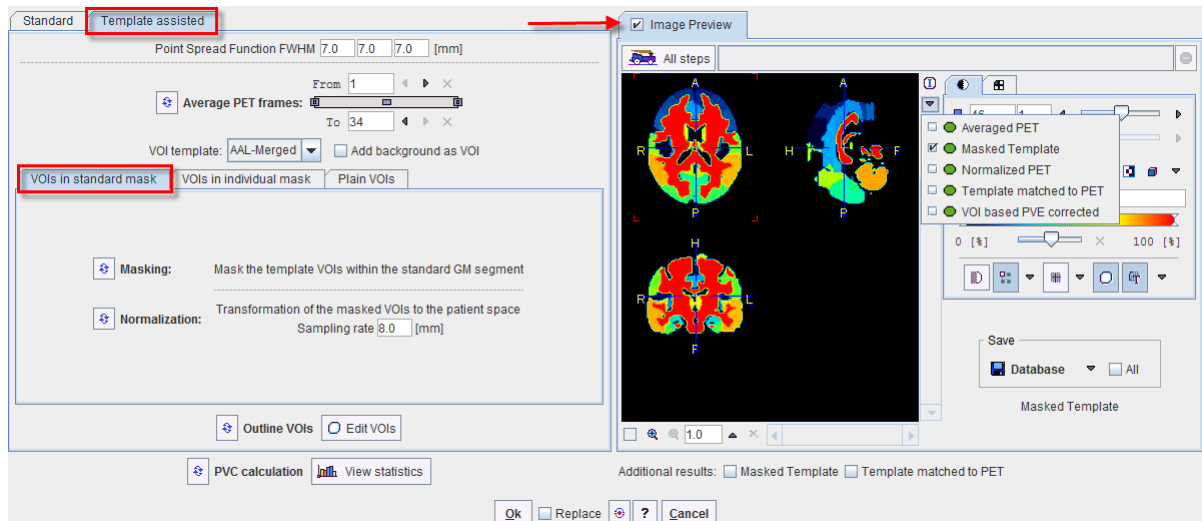 Standard Template assisted
Point Spread Function FWHM 7.0 7.0 7.0 [mm]
From 1
Average PET frames:
To 34
VOI template: AAL-Merged Add background as VOI
VOIs in standard mask VOIs in individual mask Plain VOIs
Masking: Mask the template VOIs within the standard GM segment
Normalization: Transformation of the masked VOIs to the patient space
Sampling rate 8.0 [mm]
Outline VOIs Edit VOIs
PVC calculation View statistics
Image Preview
All steps
A A
R L H F
P P
H
R L
F
1.0
Averaged PET
Masked Template
Normalized PET
Template matched to PET
VOI based PVE corrected
0 [%] 100 [%]
Save
Database All
Masked Template
Additional results: Masked Template Template matched to PET
Ok Replace ? Cancel